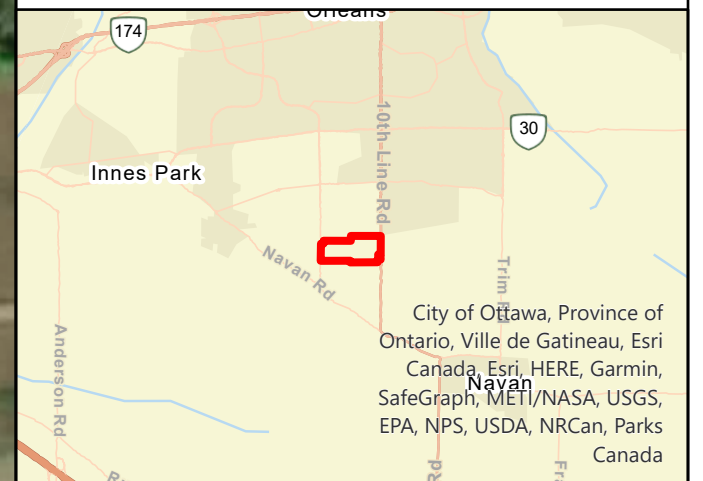 Orleans
174
10th Line Rd
30
Innes Park
Navan Rd
Trim Rd
City of Ottawa, Province of
Ontario, Ville de Gatineau, Esri
Canada, Esri, HERE, Garmin,
SafeGraph, METI/NASA, USGS,
EPA, NPS, USDA, NRCan, Parks
Canada
Navan
Anderson Rd